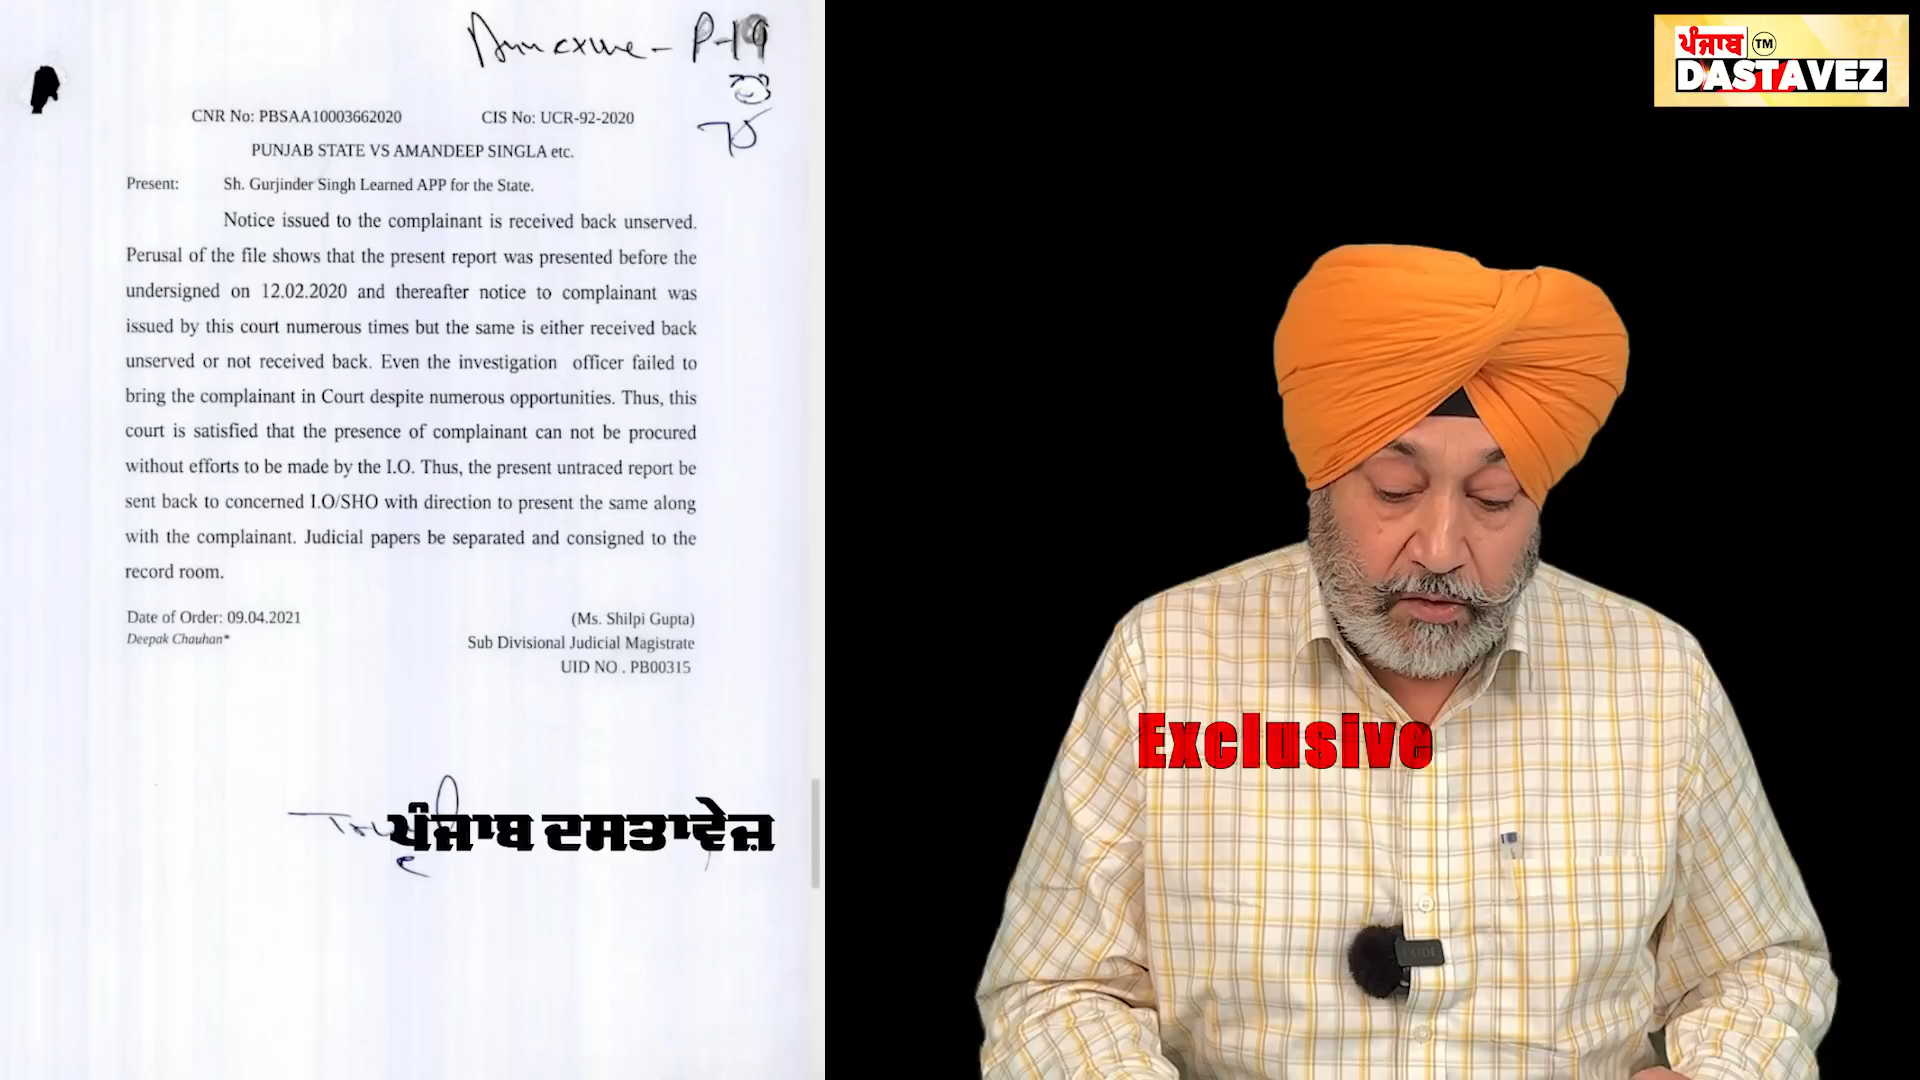 Annexure - P-19
75
CNR No: PBSAA10003662020 CIS No: UCR-92-2020
PUNJAB STATE VS AMANDEEP SINGLA etc.
Present: Sh. Gurjinder Singh Learned APP for the State.
Notice issued to the complainant is received back unserved.
Perusal of the file shows that the present report was presented before the
undersigned on 12.02.2020 and thereafter notice to complainant was
issued by this court numerous times but the same is either received back
unserved or not received back. Even the investigation officer failed to
bring the complainant in Court despite numerous opportunities. Thus, this
court is satisfied that the presence of complainant can not be procured
without efforts to be made by the I.O. Thus, the present untraced report be
sent back to concerned I.O/SHO with direction to present the same along
with the complainant. Judicial papers be separated and consigned to the
record room.
Date of Order: 09.04.2021 (Ms. Shilpi Gupta)
Deepak Chauhan* Sub Divisional Judicial Magistrate
UID NO . PB00315
ਪੰਜਾਬ ਦਸਤਾਵੇਜ਼
ਪੰਜਾਬ TM
DASTAVEZ
Exclusive